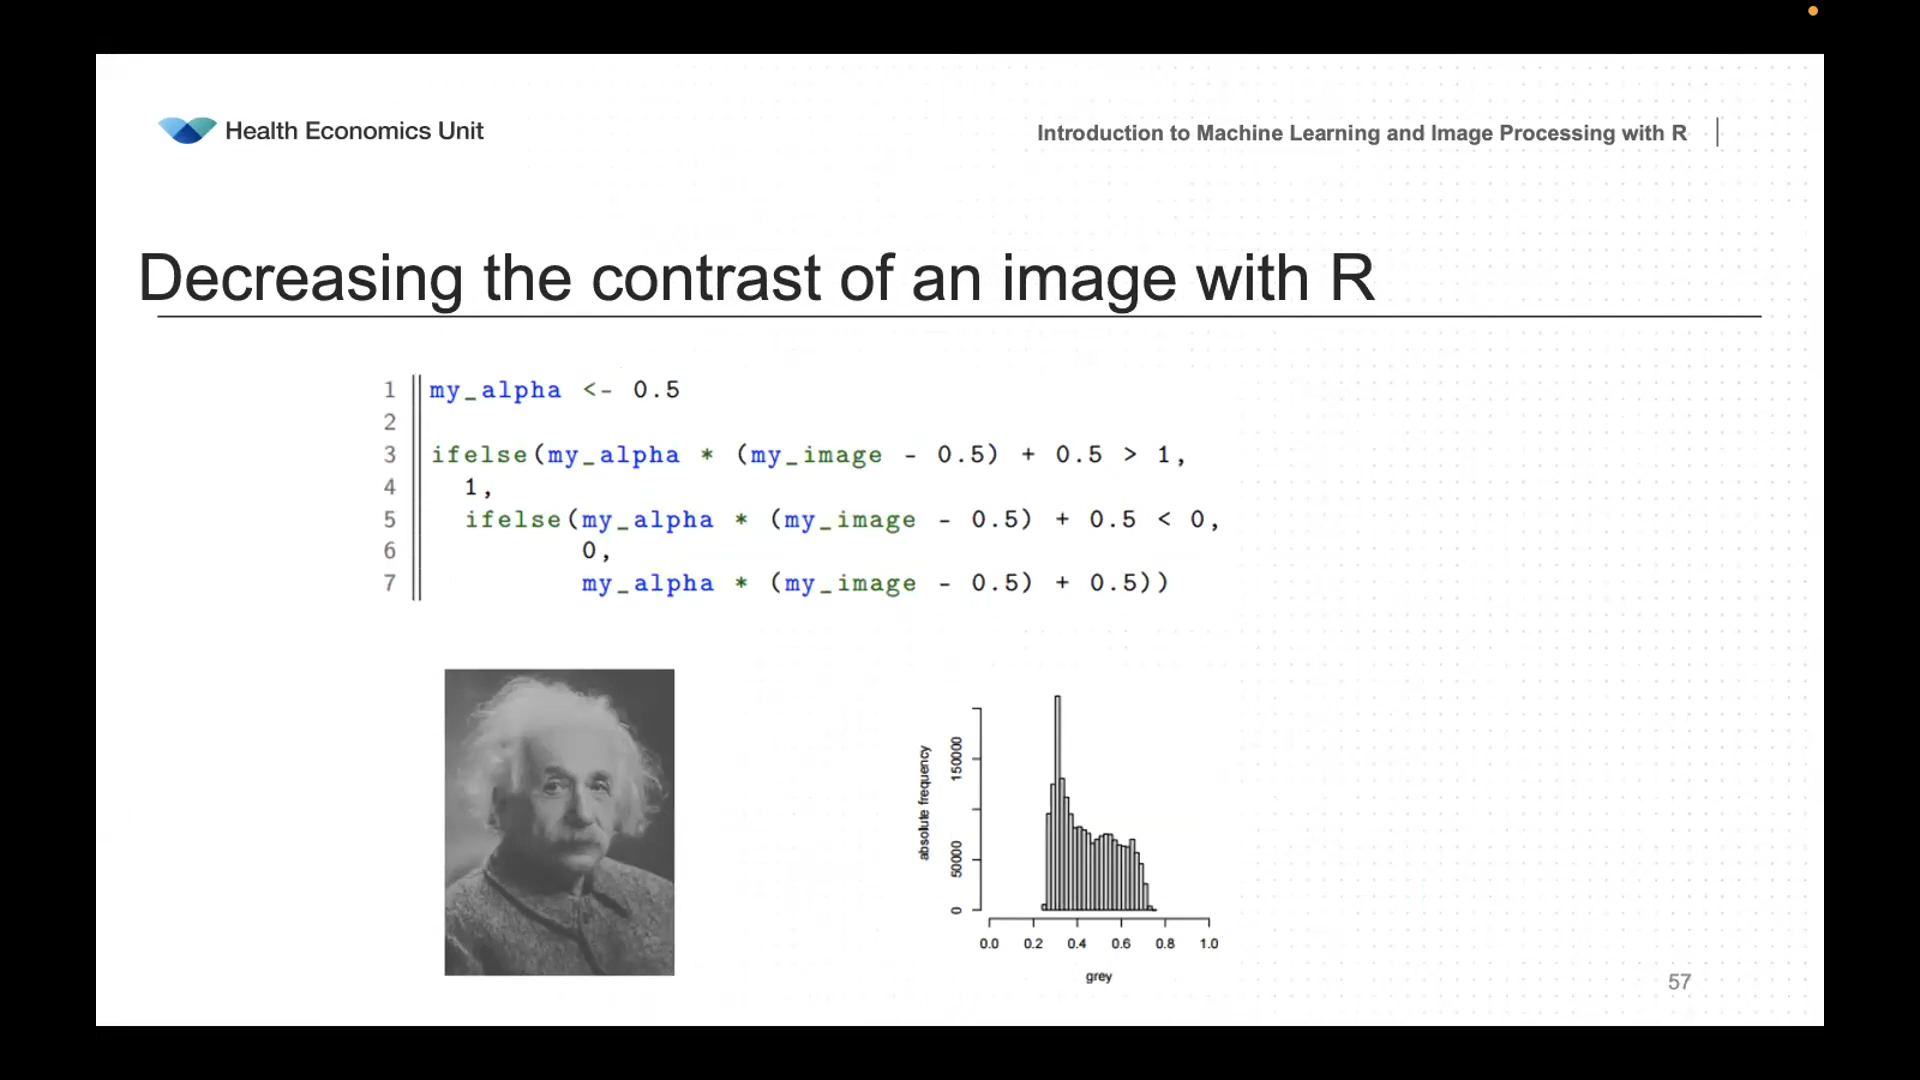 Health Economics Unit
Introduction to Machine Learning and Image Processing with R
Decreasing the contrast of an image with R
1 my_alpha <- 0.5
2
3 ifelse(my_alpha * (my_image - 0.5) + 0.5 > 1,
4 1,
5 ifelse(my_alpha * (my_image - 0.5) + 0.5 < 0,
6 0,
7 my_alpha * (my_image - 0.5) + 0.5))
absolute frequency
150000
50000
0
0.0 0.2 0.4 0.6 0.8 1.0
grey
57